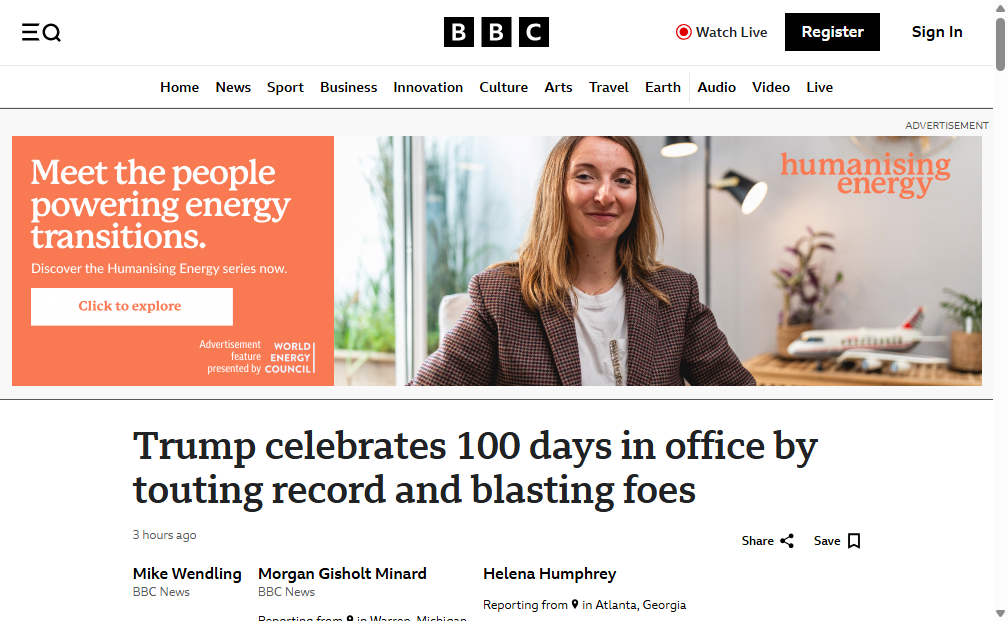 BBC
Watch Live
Register
Sign In
Home News Sport Business Innovation Culture Arts Travel Earth Audio Video Live
ADVERTISEMENT
Meet the people
powering energy
transitions.
Discover the Humanising Energy series now.
Click to explore
Advertisement
feature
presented by
WORLD
ENERGY
COUNCIL
humanising
energy
Trump celebrates 100 days in office by
touting record and blasting foes
3 hours ago
Share
Save
Mike Wendling
BBC News
Morgan Gisholt Minard
BBC News
Reporting from in Warren, Michigan
Helena Humphrey
Reporting from in Atlanta, Georgia